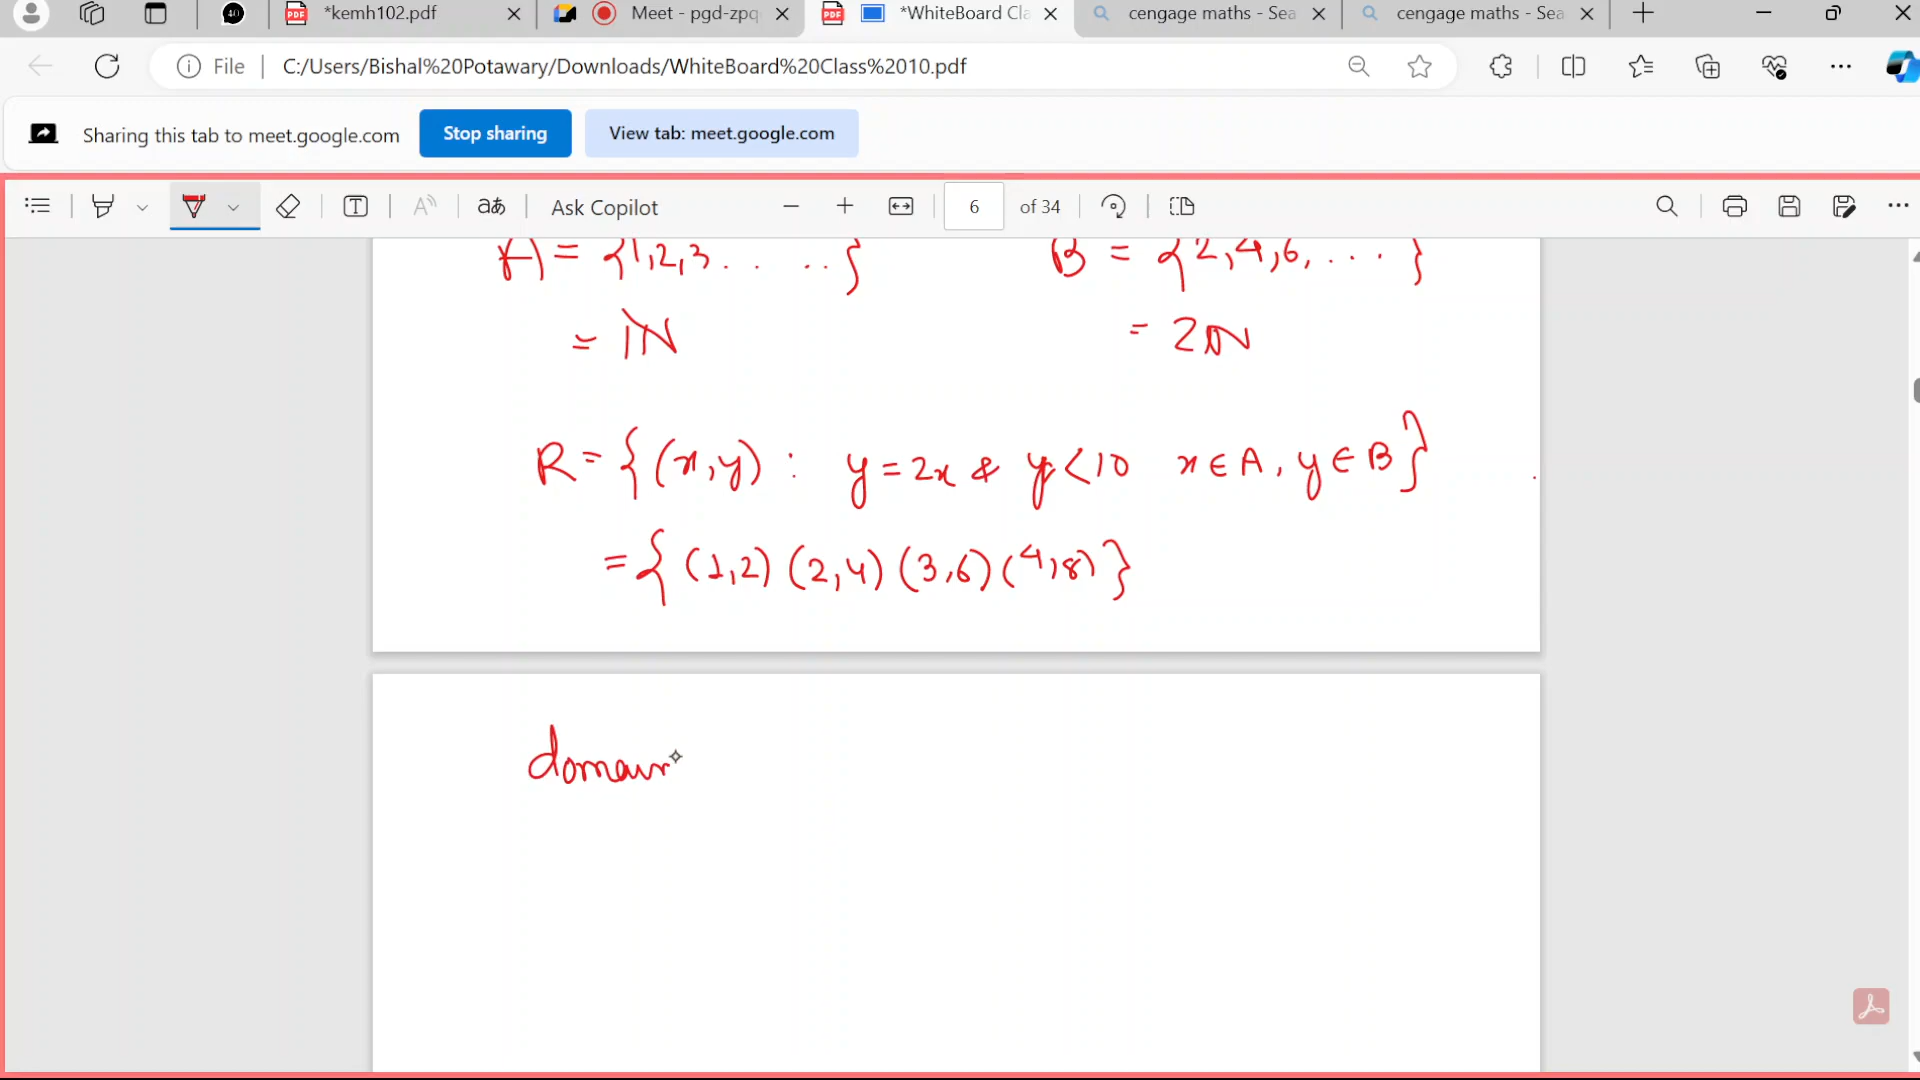 *kemh102.pdf
Meet - pgd-zpq
*WhiteBoard Cla
cengage maths - Sea
cengage maths - Sea
File
C:/Users/Bishal%20Potawary/Downloads/WhiteBoard%20Class%2010.pdf
Sharing this tab to meet.google.com
Stop sharing
View tab: meet.google.com
T
aあ
Ask Copilot
6
of 34
A = {1,2,3.. ..}
B = {2,4,6,...}
= IN
= 2IN
R = {(x,y) : y = 2x & y < 10 x ∈ A, y ∈ B}
= {(1,2) (2,4) (3,6) (4,8)}
domain